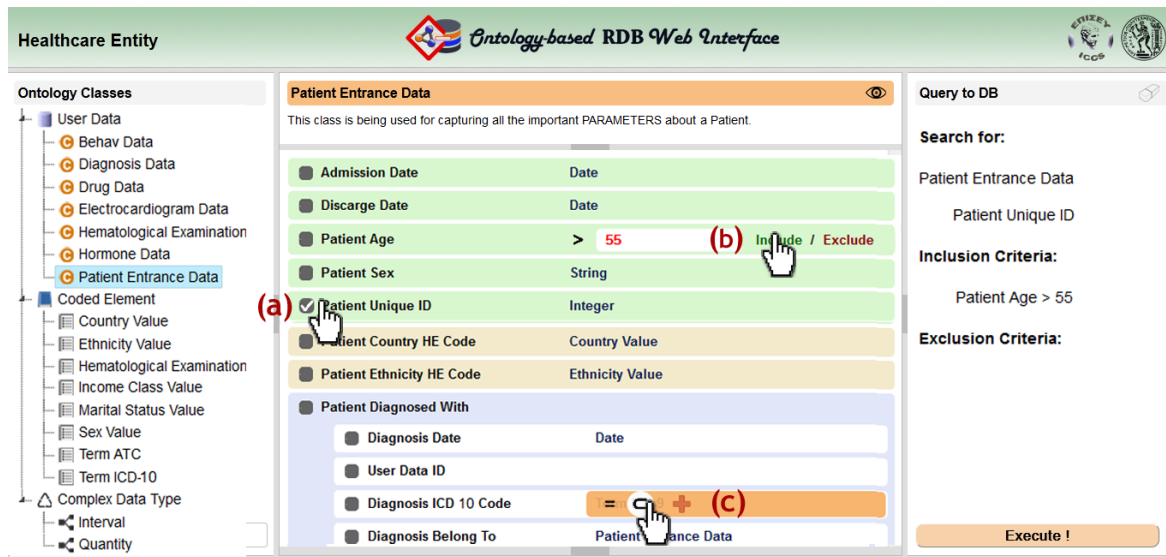 Healthcare Entity
Ontology-based RDB Web Interface
ICCS
Ontology Classes
User Data
Behav Data
Diagnosis Data
Drug Data
Electrocardiogram Data
Hematological Examination
Hormone Data
Patient Entrance Data
Coded Element
Country Value
Ethnicity Value
Hematological Examination
Income Class Value
Marital Status Value
Sex Value
Term ATC
Term ICD-10
Complex Data Type
Interval
Quantity
Patient Entrance Data
This class is being used for capturing all the important PARAMETERS about a Patient.
Admission Date Date
Discarge Date Date
Patient Age > 55 (b) Include / Exclude
Patient Sex String
(a) Patient Unique ID Integer
Patient Country HE Code Country Value
Patient Ethnicity HE Code Ethnicity Value
Patient Diagnosed With
Diagnosis Date Date
User Data ID
Diagnosis ICD 10 Code = (c)
Diagnosis Belong To Patient Entrance Data
Query to DB
Search for:
Patient Entrance Data
Patient Unique ID
Inclusion Criteria:
Patient Age > 55
Exclusion Criteria:
Execute !